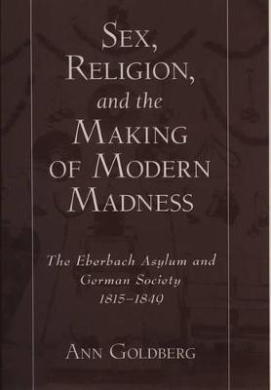 SEX,
RELIGION,
and the
MAKING
OF MODERN
MADNESS
The Eberbach Asylum and
German Society
1815–1849
ANN GOLDBERG